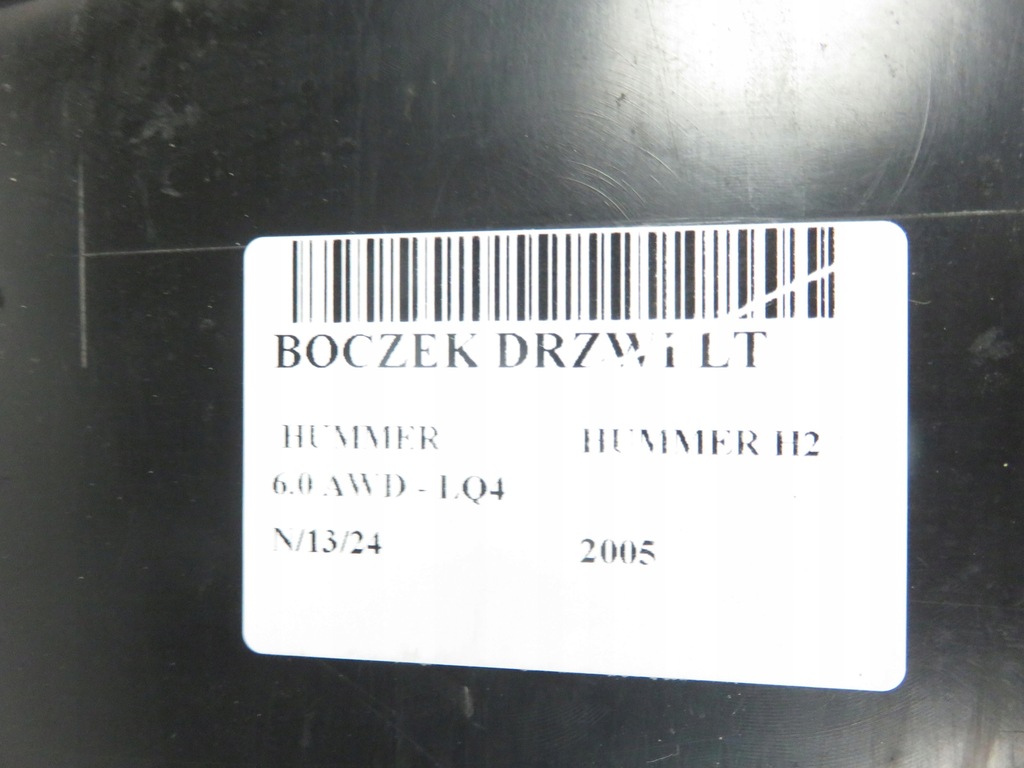 BOCZEK DRZWI LT
HUMMER HUMMER H2
6.0 AWD - LQ4
N/13/24 2005